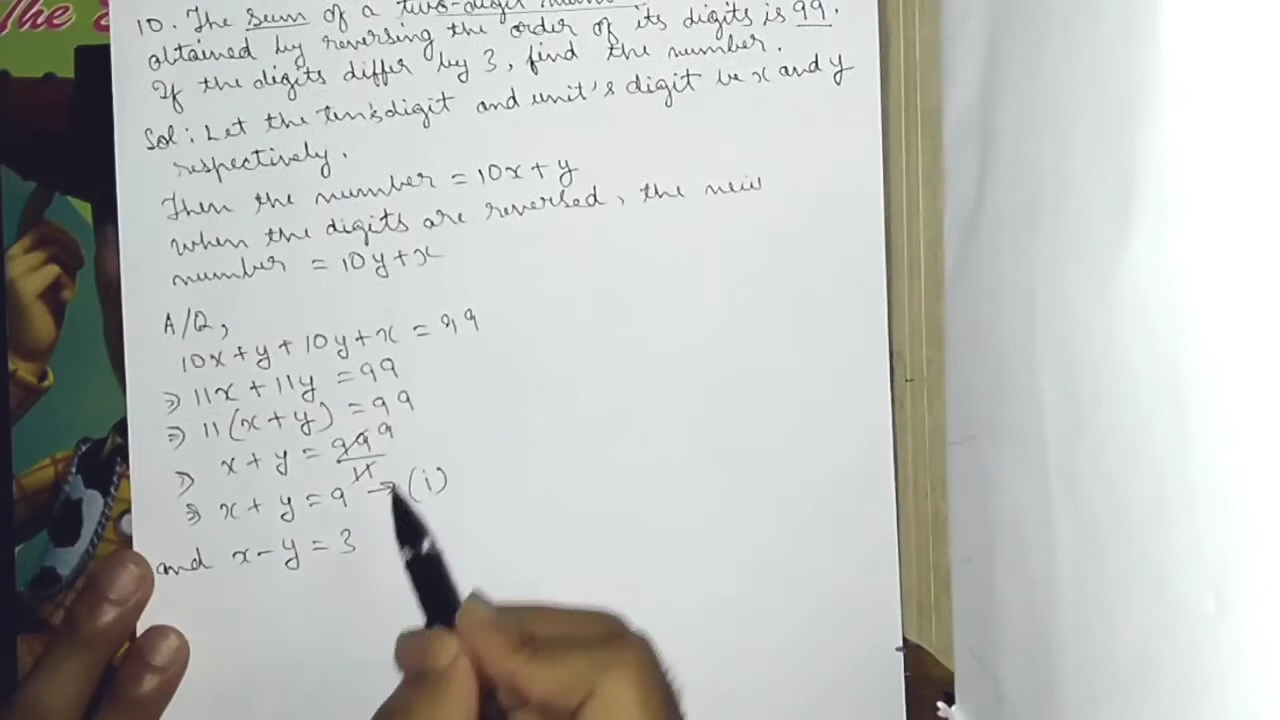 The
10. The sum of a two-digit
obtained by reversing the order of its digits is 99.
If the digits differ by 3, find the number.
Sol: Let the ten's digit and unit's digit be x and y
respectively.
Then the number = 10x + y
When the digits are reversed, the new
number = 10y + x
A/Q,
10x + y + 10y + x = 99
⇒ 11x + 11y = 99
⇒ 11(x + y) = 99
⇒ x + y = 99/11 9
⇒ x + y = 9 → (i)
and x - y = 3